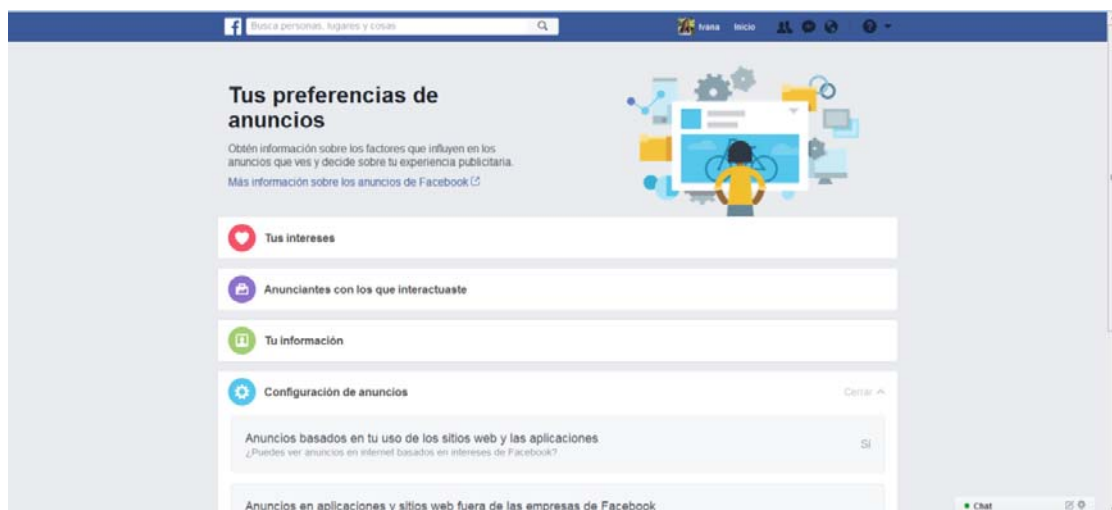 Busca personas, lugares y cosas
Ivana Inicio
Tus preferencias de
anuncios
Obtén información sobre los factores que influyen en los
anuncios que ves y decide sobre tu experiencia publicitaria.
Más información sobre los anuncios de Facebook
Tus intereses
Anunciantes con los que interactuaste
Tu información
Configuración de anuncios Cerrar
Anuncios basados en tu uso de los sitios web y las aplicaciones
¿Puedes ver anuncios en internet basados en intereses de Facebook?
Sí
Anuncios en aplicaciones y sitios web fuera de las empresas de Facebook
Chat